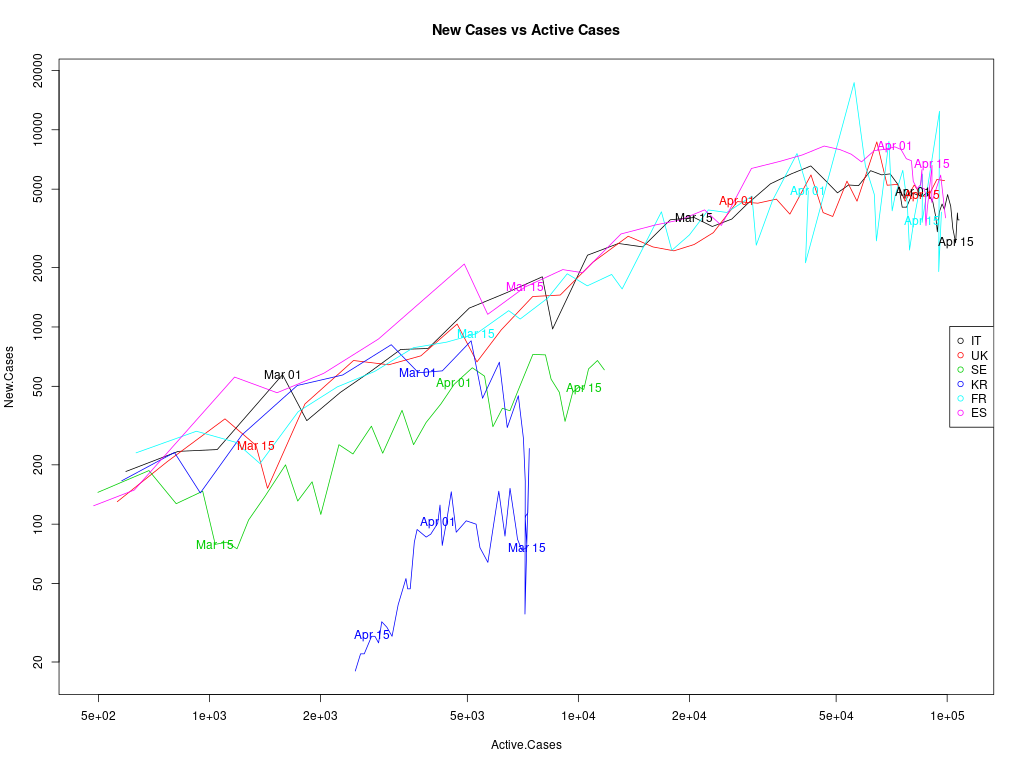 New Cases vs Active Cases
New.Cases
20000
10000
5000
2000
1000
500
200
100
50
20
Apr 01
Apr 15
Apr 01
Apr 01
Apr 15
Apr 01
Mar 15
Apr 15
Apr 15
Mar 15
Mar 15
Mar 01
Mar 01
Apr 01
Apr 15
Mar 15
Mar 15
Apr 01
Mar 15
Apr 15
IT
UK
SE
KR
FR
ES
5e+02
1e+03
2e+03
5e+03
1e+04
2e+04
5e+04
1e+05
Active.Cases